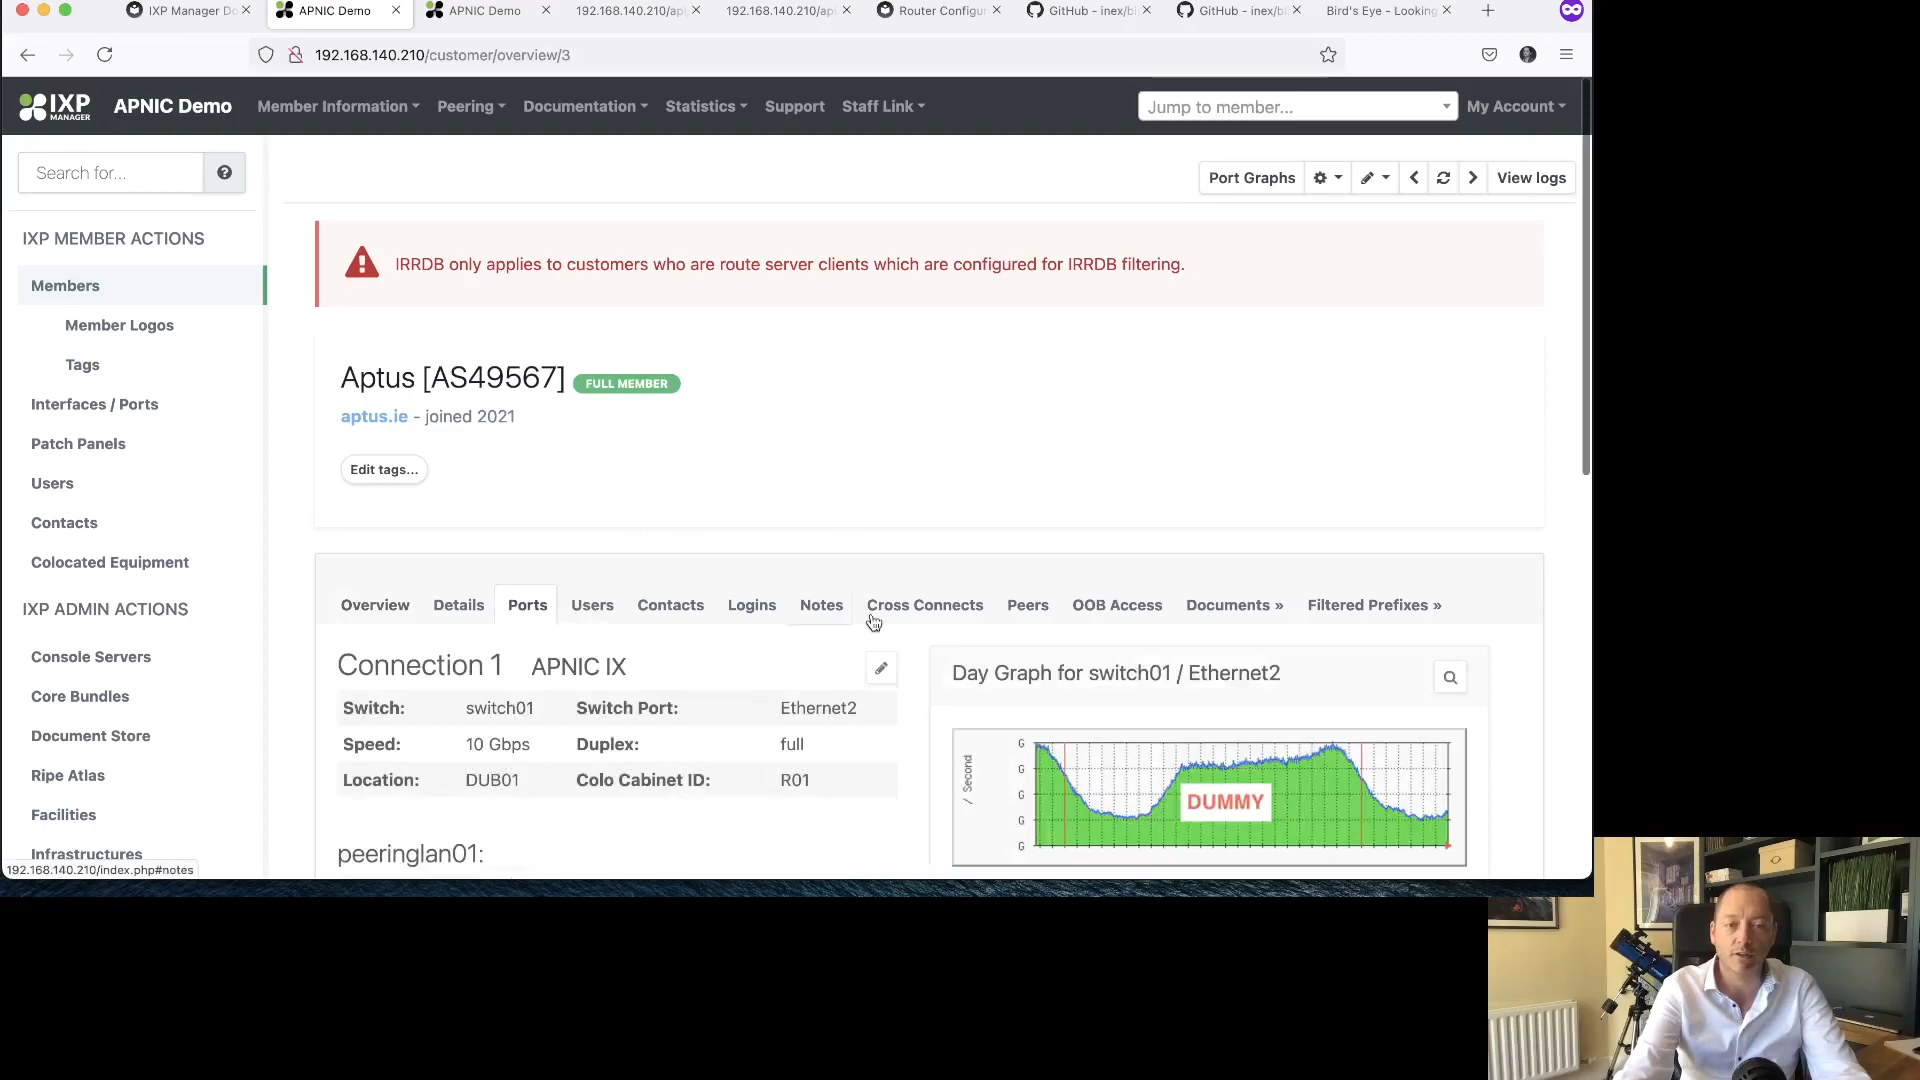 IXP Manager Do
APNIC Demo
APNIC Demo
192.168.140.210/api
192.168.140.210/api
Router Configur
GitHub - inex/bi
GitHub - inex/bi
Bird's Eye - Looking
192.168.140.210/customer/overview/3
IXP MANAGER
APNIC Demo
Member Information
Peering
Documentation
Statistics
Support
Staff Link
Jump to member...
My Account
Search for...
Port Graphs
View logs
IXP MEMBER ACTIONS
Members
Member Logos
Tags
Interfaces / Ports
Patch Panels
Users
Contacts
Colocated Equipment
IXP ADMIN ACTIONS
Console Servers
Core Bundles
Document Store
Ripe Atlas
Facilities
Infrastructures
192.168.140.210/index.php#notes
IRRDB only applies to customers who are route server clients which are configured for IRRDB filtering.
Aptus [AS49567] FULL MEMBER
aptus.ie - joined 2021
Edit tags...
Overview
Details
Ports
Users
Contacts
Logins
Notes
Cross Connects
Peers
OOB Access
Documents »
Filtered Prefixes »
Connection 1 APNIC IX
Switch: switch01 Switch Port: Ethernet2
Speed: 10 Gbps Duplex: full
Location: DUB01 Colo Cabinet ID: R01
peeringlan01:
Day Graph for switch01 / Ethernet2
/ Second
G
G
G
G
G
DUMMY